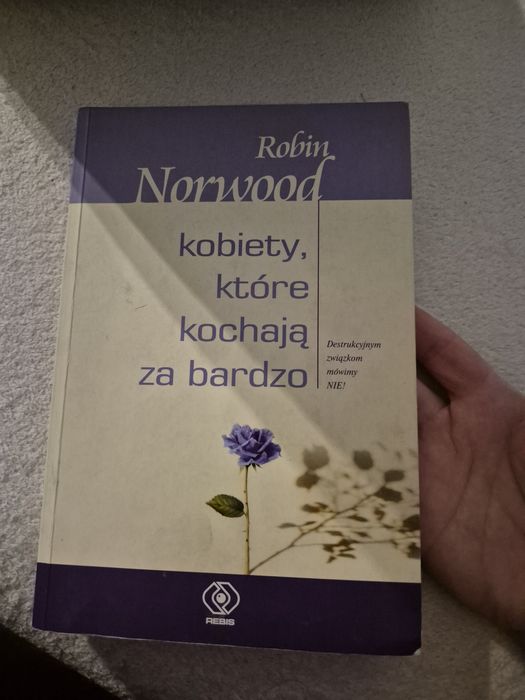 Robin
Norwood
kobiety,
które
kochają
za bardzo
Destrukcyjnym
związkom
mówimy
NIE!
REBIS